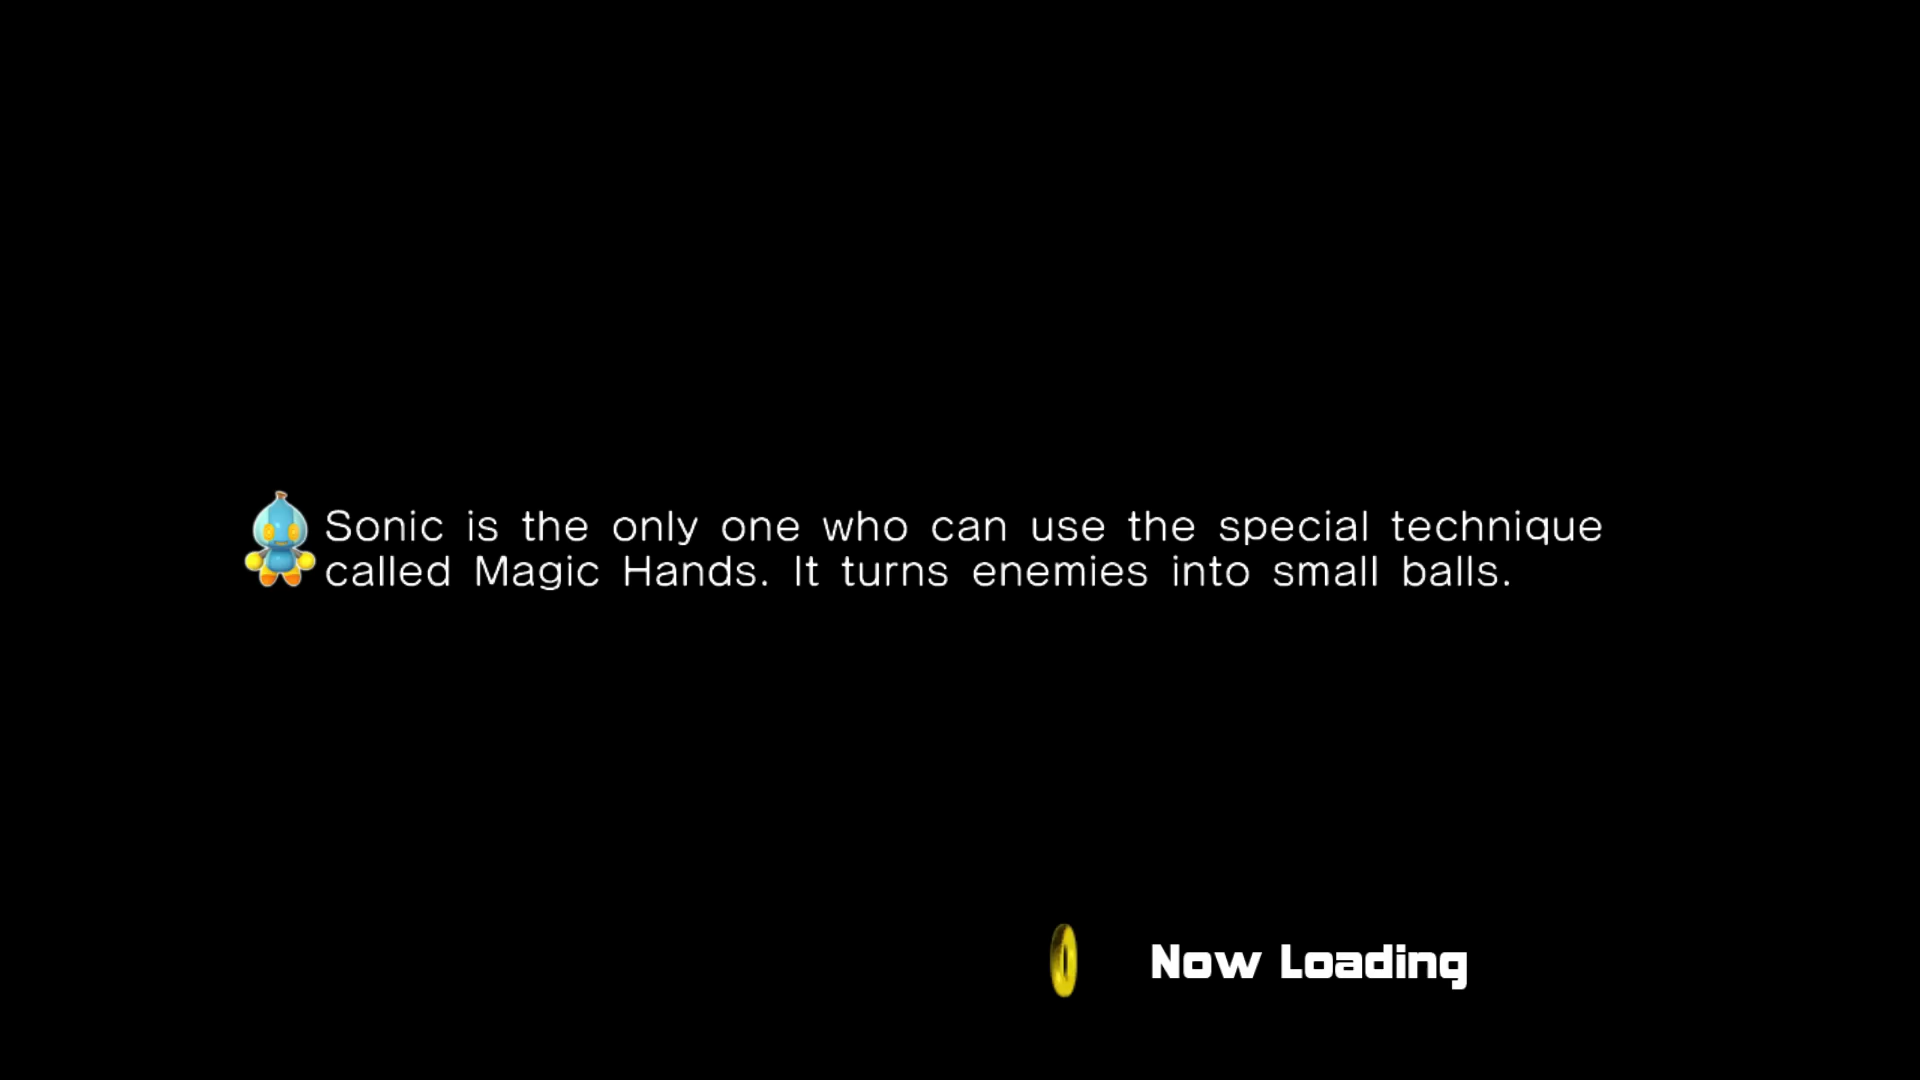 Sonic is the only one who can use the special technique
called Magic Hands. It turns enemies into small balls.
Now Loading